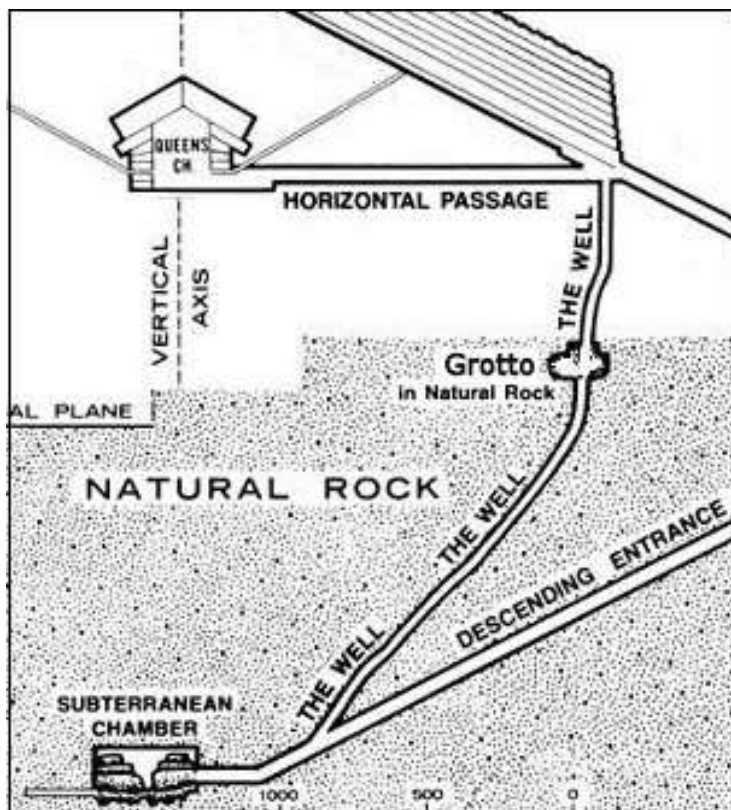 QUEENS
CH
HORIZONTAL PASSAGE
THE WELL
VERTICAL
AXIS
Grotto
in Natural Rock
AL PLANE
NATURAL ROCK
THE WELL
DESCENDING ENTRANCE
THE WELL
SUBTERRANEAN
CHAMBER
1000 500 0